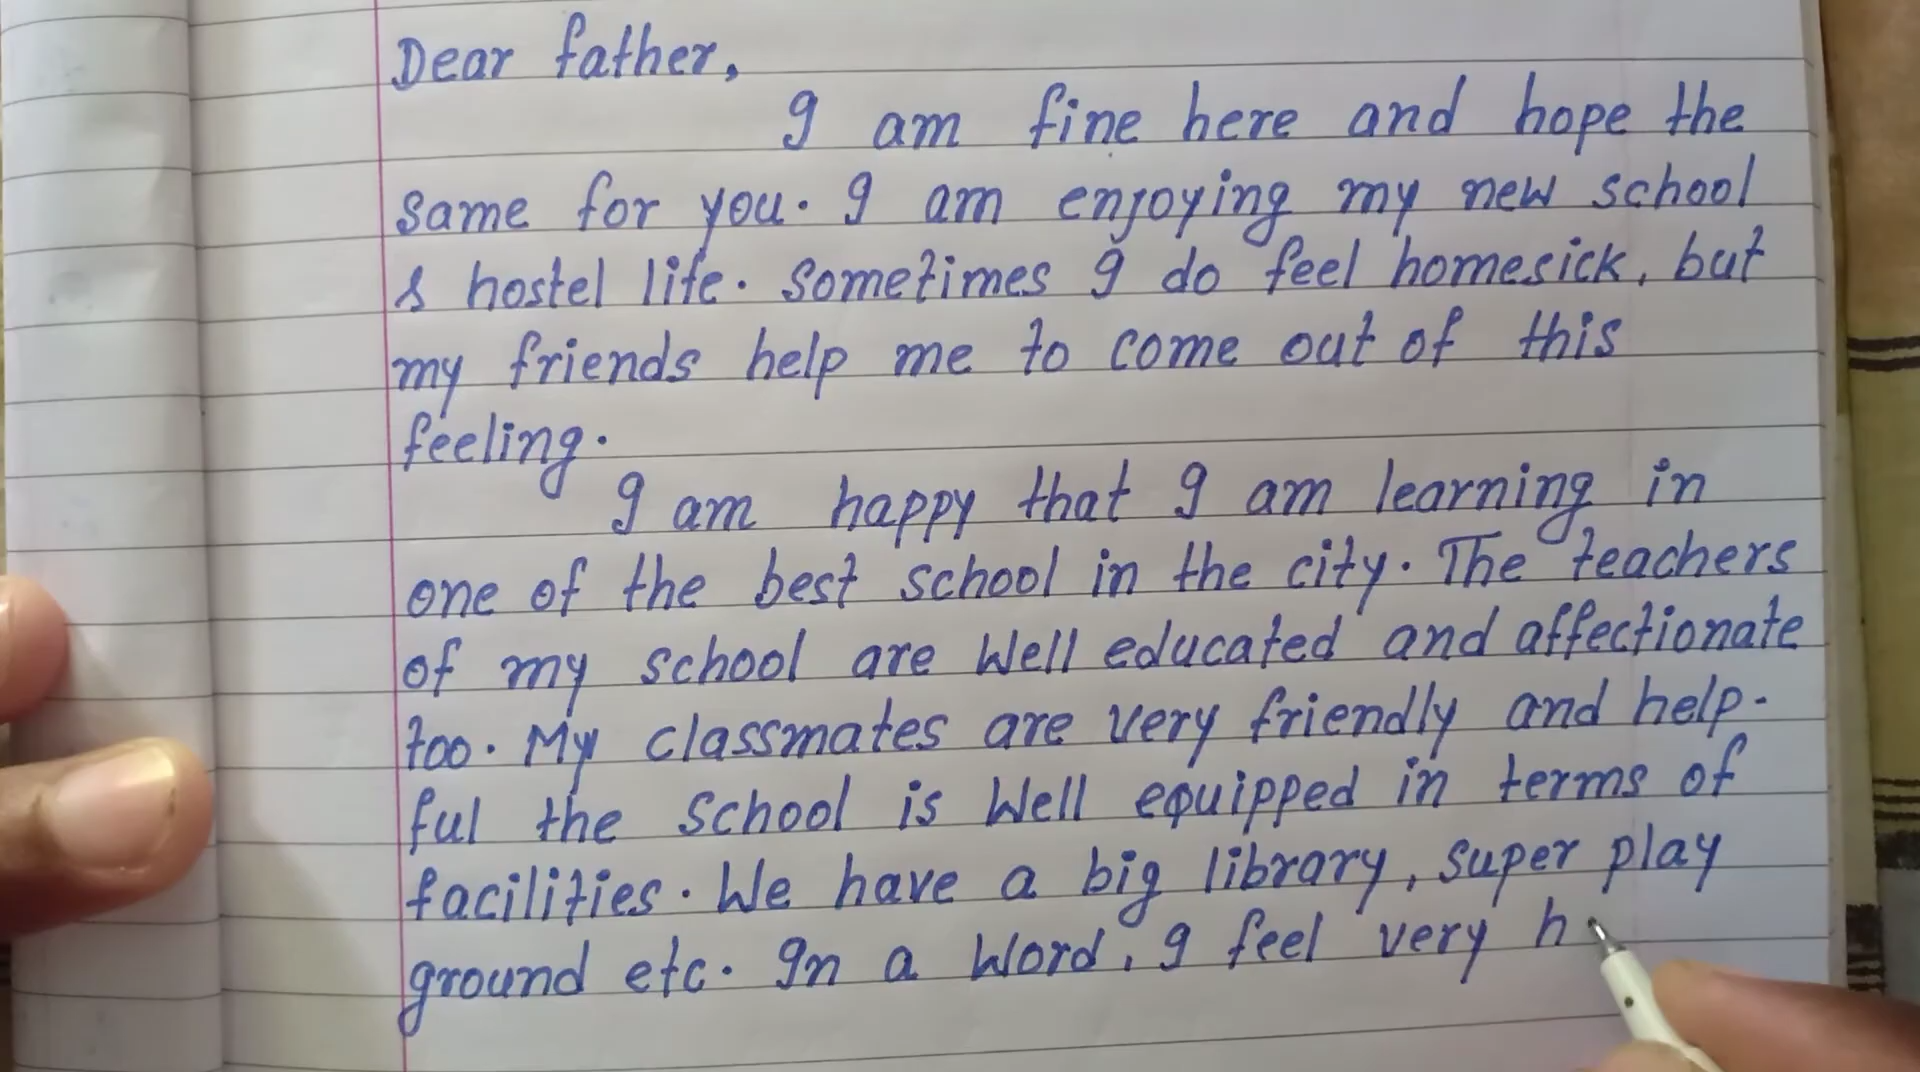 Dear father,
I am fine here and hope the
same for you. I am enjoying my new school
& hostel life. Sometimes I do feel homesick, but
my friends help me to come out of this
feeling.
I am happy that I am learning in
one of the best school in the city. The teachers
of my school are Well educated and affectionate
too. My classmates are very friendly and help-
ful the School is Well equipped in terms of
facilities. We have a big library, super play
ground etc. In a Word, I feel very h